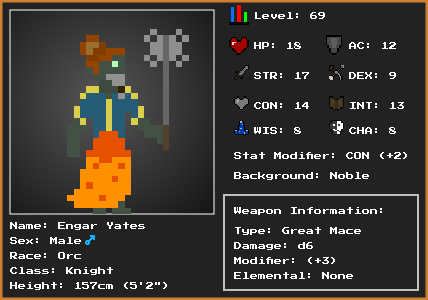 Level: 69
HP: 18 AC: 12
STR: 17 DEX: 9
CON: 14 INT: 13
WIS: 8 CHA: 8
Stat Modifier: CON (+2)
Background: Noble
Name: Engar Yates
Sex: Male♂
Race: Orc
Class: Knight
Height: 157cm (5'2")
Weapon Information:
Type: Great Mace
Damage: d6
Modifier: (+3)
Elemental: None